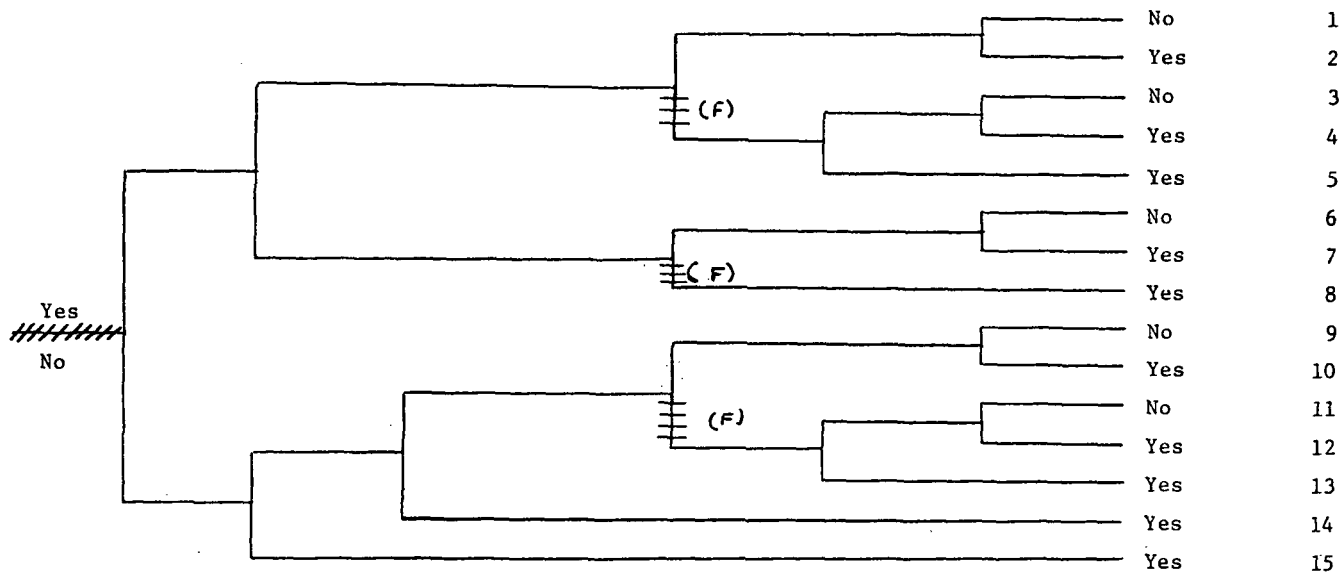 No 1
Yes 2
No 3
(F)
Yes 4
Yes 5
No 6
Yes 7
(F)
Yes 8
Yes
No
No 9
Yes 10
No 11
(F)
Yes 12
Yes 13
Yes 14
Yes 15